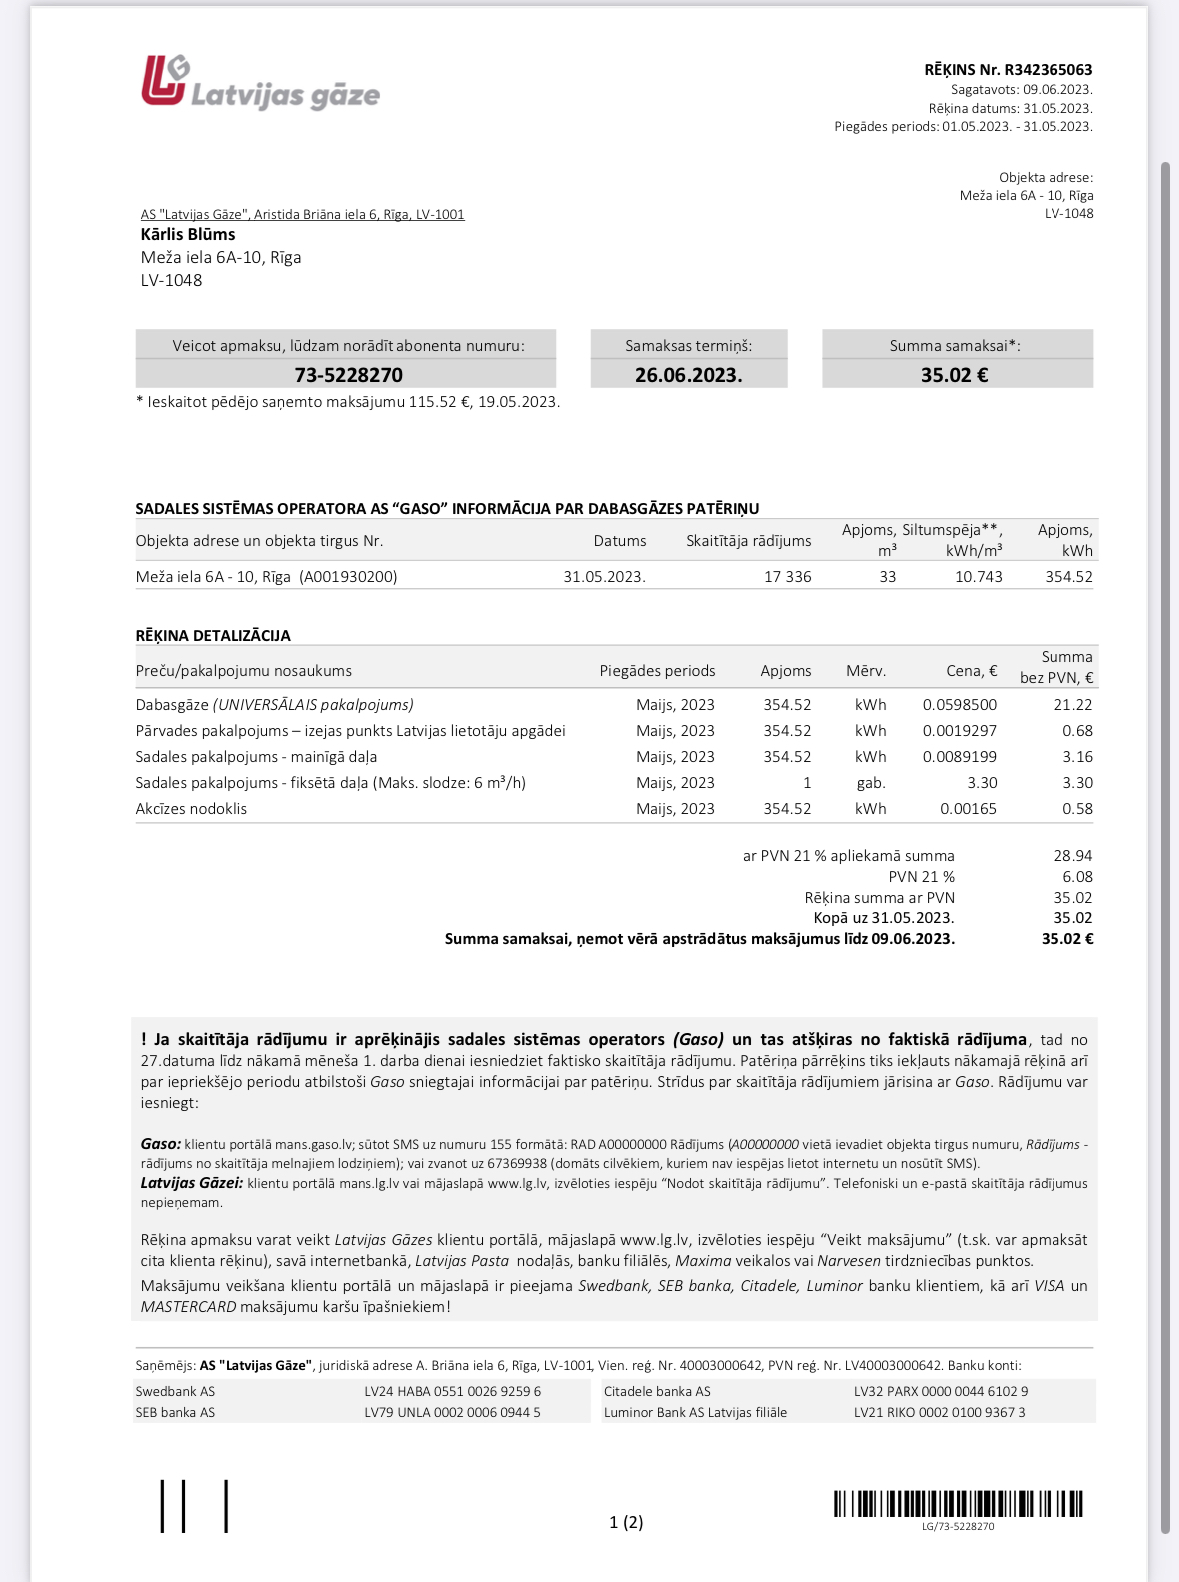 LG Latvijas gāze
RĒĶINS Nr. R342365063
Sagatavots: 09.06.2023.
Rēķina datums: 31.05.2023.
Piegādes periods: 01.05.2023. - 31.05.2023.
Objekta adrese:
Meža iela 6A - 10, Rīga
LV-1048
AS "Latvijas Gāze", Aristida Briāna iela 6, Rīga, LV-1001
Kārlis Blūms
Meža iela 6A-10, Rīga
LV-1048
Veicot apmaksu, lūdzam norādīt abonenta numuru: Samaksas termiņš: Summa samaksai*:
73-5228270 26.06.2023. 35.02 €
* Ieskaitot pēdējo saņemto maksājumu 115.52 €, 19.05.2023.
SADALES SISTĒMAS OPERATORA AS “GASO” INFORMĀCIJA PAR DABASGĀZES PATĒRIŅU
Objekta adrese un objekta tirgus Nr. Datums Skaitītāja rādījums Apjoms, m³ Siltumspēja**, kWh/m³ Apjoms, kWh
Meža iela 6A - 10, Rīga (A001930200) 31.05.2023. 17 336 33 10.743 354.52
RĒĶINA DETALIZĀCIJA
Preču/pakalpojumu nosaukums Piegādes periods Apjoms Mērv. Cena, € Summa bez PVN, €
Dabasgāze (UNIVERSĀLAIS pakalpojums) Maijs, 2023 354.52 kWh 0.0598500 21.22
Pārvades pakalpojums – izejas punkts Latvijas lietotāju apgādei Maijs, 2023 354.52 kWh 0.0019297 0.68
Sadales pakalpojums - mainīgā daļa Maijs, 2023 354.52 kWh 0.0089199 3.16
Sadales pakalpojums - fiksētā daļa (Maks. slodze: 6 m³/h) Maijs, 2023 1 gab. 3.30 3.30
Akcīzes nodoklis Maijs, 2023 354.52 kWh 0.00165 0.58
ar PVN 21 % apliekamā summa 28.94
PVN 21 % 6.08
Rēķina summa ar PVN 35.02
Kopā uz 31.05.2023. 35.02
Summa samaksai, ņemot vērā apstrādātus maksājumus līdz 09.06.2023. 35.02 €
! Ja skaitītāja rādījumu ir aprēķinājis sadales sistēmas operators (Gaso) un tas atšķiras no faktiskā rādījuma, tad no
27.datuma līdz nākamā mēneša 1. darba dienai iesniedziet faktisko skaitītāja rādījumu. Patēriņa pārrēķins tiks iekļauts nākamajā rēķinā arī
par iepriekšējo periodu atbilstoši Gaso sniegtajai informācijai par patēriņu. Strīdus par skaitītāja rādījumiem jārisina ar Gaso. Rādījumu var
iesniegt:
Gaso: klientu portālā mans.gaso.lv; sūtot SMS uz numuru 155 formātā: RAD A00000000 Rādījums (A00000000 vietā ievadiet objekta tirgus numuru, Rādījums -
rādījums no skaitītāja melnajiem lodziņiem); vai zvanot uz 67369938 (domāts cilvēkiem, kuriem nav iespējas lietot internetu un nosūtīt SMS).
Latvijas Gāzei: klientu portālā mans.lg.lv vai mājaslapā www.lg.lv, izvēloties iespēju “Nodot skaitītāja rādījumu”. Telefoniski un e-pastā skaitītāja rādījumus
nepieņemam.
Rēķina apmaksu varat veikt Latvijas Gāzes klientu portālā, mājaslapā www.lg.lv, izvēloties iespēju “Veikt maksājumu” (t.sk. var apmaksāt
cita klienta rēķinu), savā internetbankā, Latvijas Pasta nodaļās, banku filiālēs, Maxima veikalos vai Narvesen tirdzniecības punktos.
Maksājumu veikšana klientu portālā un mājaslapā ir pieejama Swedbank, SEB banka, Citadele, Luminor banku klientiem, kā arī VISA un
MASTERCARD maksājumu karšu īpašniekiem!
Saņēmējs: AS "Latvijas Gāze", juridiskā adrese A. Briāna iela 6, Rīga, LV-1001, Vien. reģ. Nr. 40003000642, PVN reģ. Nr. LV40003000642. Banku konti:
Swedbank AS LV24 HABA 0551 0026 9259 6 Citadele banka AS LV32 PARX 0000 0044 6102 9
SEB banka AS LV79 UNLA 0002 0006 0944 5 Luminor Bank AS Latvijas filiāle LV21 RIKO 0002 0100 9367 3
1 (2)
LG/73-5228270